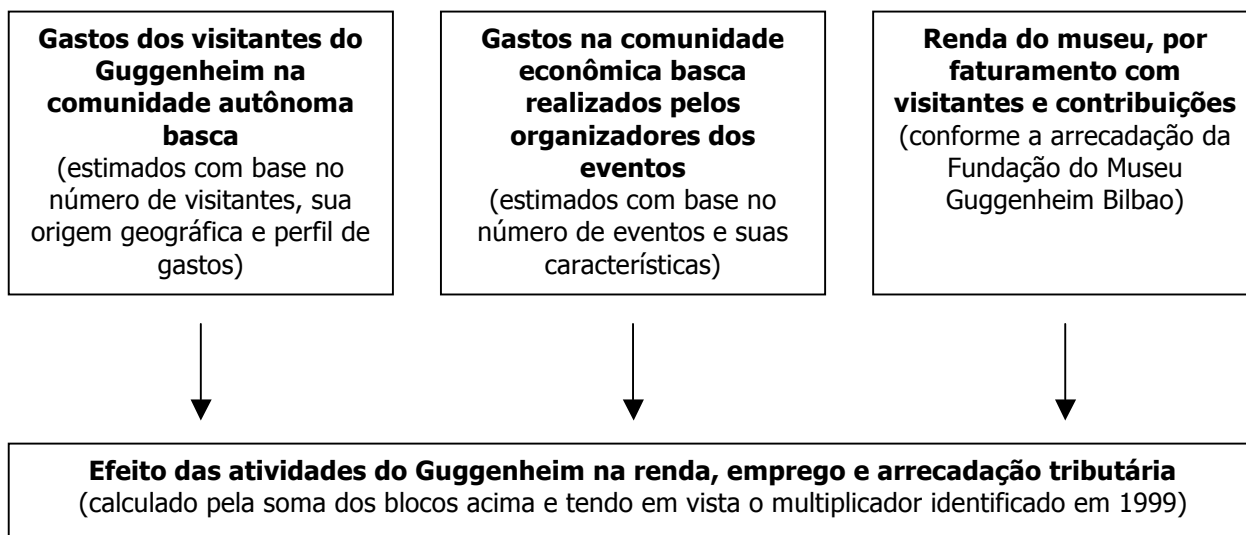 Gastos dos visitantes do
Guggenheim na
comunidade autônoma
basca
(estimados com base no
número de visitantes, sua
origem geográfica e perfil de
gastos)
Gastos na comunidade
econômica basca
realizados pelos
organizadores dos
eventos
(estimados com base no
número de eventos e suas
características)
Renda do museu, por
faturamento com
visitantes e contribuições
(conforme a arrecadação da
Fundação do Museu
Guggenheim Bilbao)
Efeito das atividades do Guggenheim na renda, emprego e arrecadação tributária
(calculado pela soma dos blocos acima e tendo em vista o multiplicador identificado em 1999)